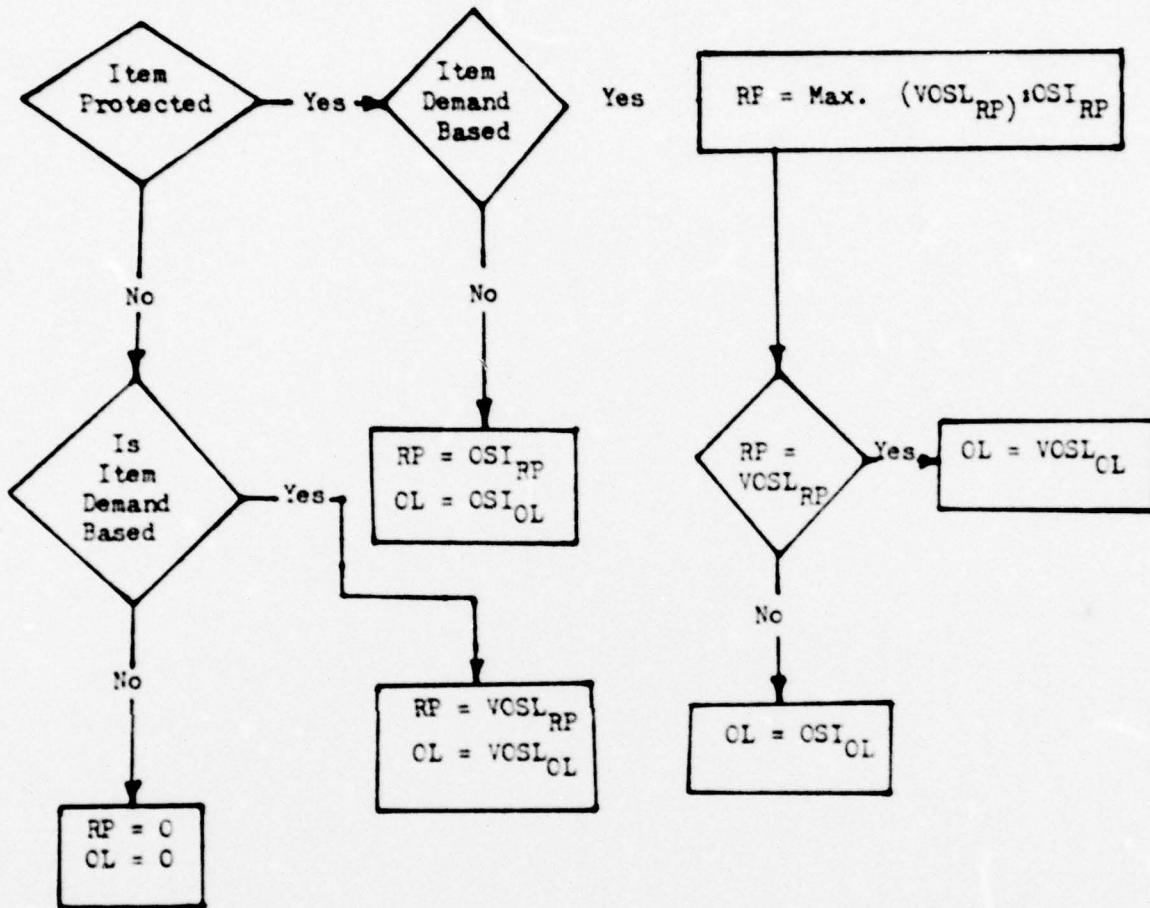 Item
Protected
Yes
Item
Demand
Based
Yes
RP = Max. (VOSL_RP);OSI_RP
No
No
Is
Item
Demand
Based
Yes
RP = OSI_RP
OL = OSI_OL
RP =
VOSL_RP
Yes
OL = VOSL_OL
No
No
RP = VOSL_RP
OL = VOSL_OL
OL = OSI_OL
RP = 0
OL = 0